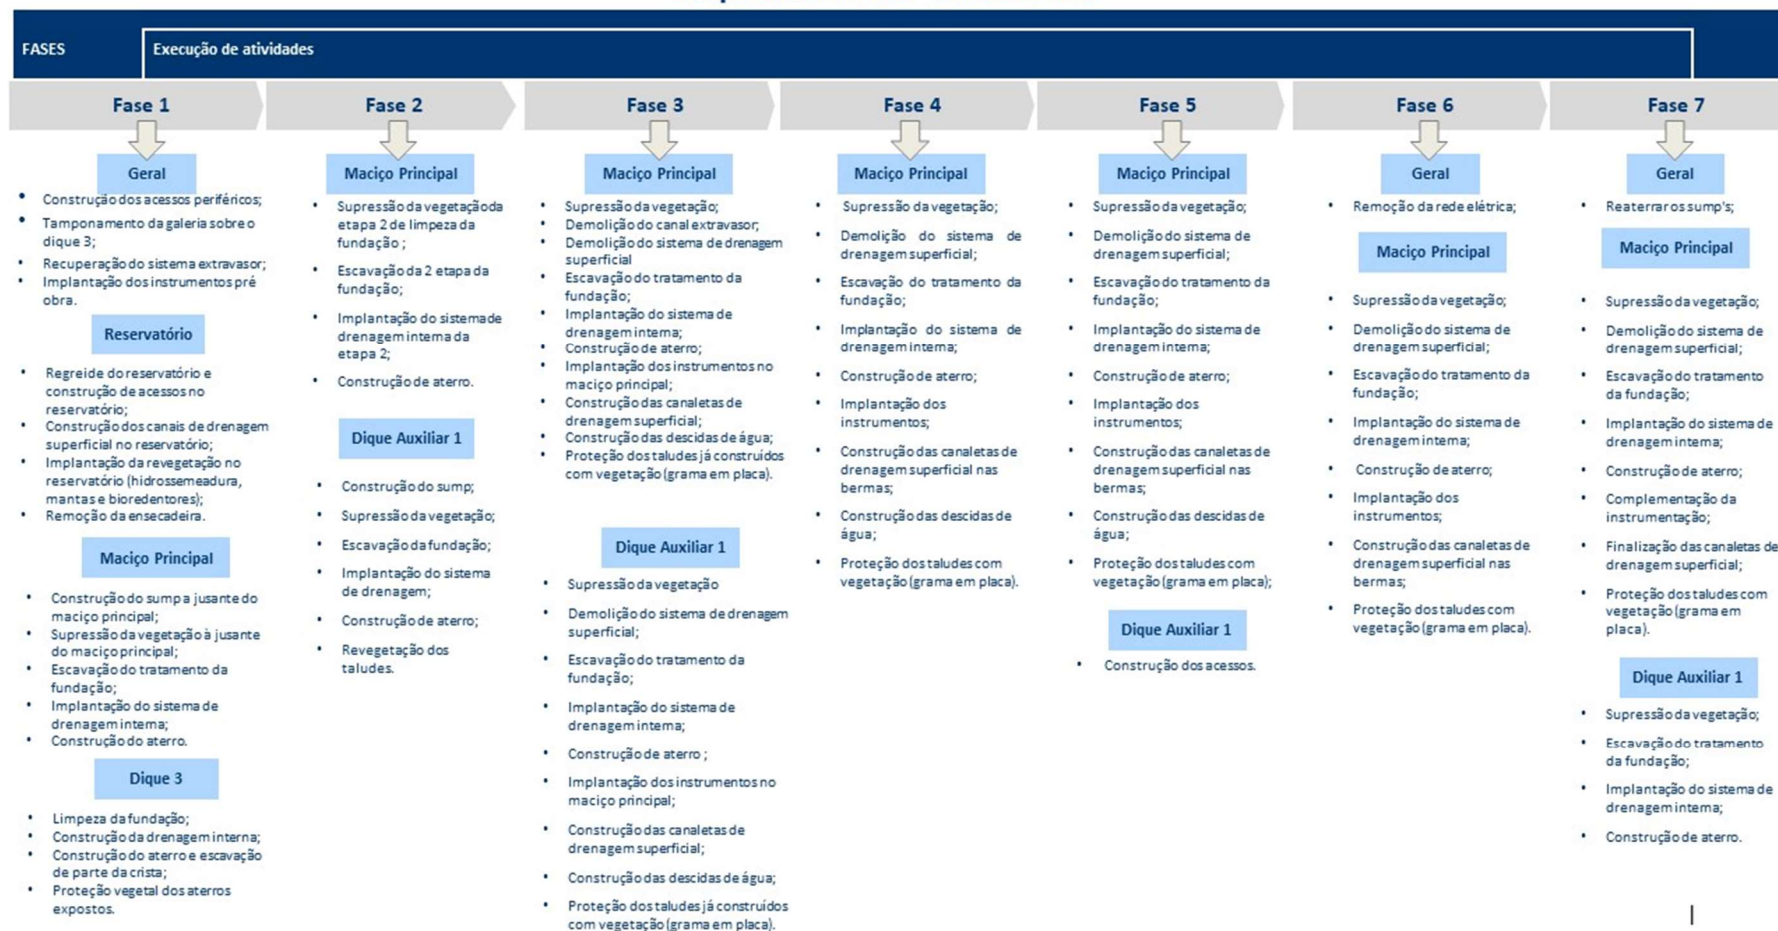 FASES
Execução de atividades
Fase 1
Fase 2
Fase 3
Fase 4
Fase 5
Fase 6
Fase 7
Geral
• Construção dos acessos periféricos;
• Tamponamento da galeria sobre o
dique 3;
• Recuperação do sistema extravasor;
• Implantação dos instrumentos pré
obra.
Reservatório
• Regreide do reservatório e
construção de acessos no
reservatório;
• Construção dos canais de drenagem
superficial no reservatório;
• Implantação da revegetação no
reservatório (hidrossemeadura,
mantas e bioredentores);
• Remoção da ensecadeira.
Maciço Principal
• Construção do sump a jusante do
maciço principal;
• Supressão da vegetação à jusante
do maciço principal;
• Escavação do tratamento da
fundação;
• Implantação do sistema de
drenagem interna;
• Construção do aterro.
Dique 3
• Limpeza da fundação;
• Construção da drenagem interna;
• Construção do aterro e escavação
de parte da crista;
• Proteção vegetal dos aterros
expostos.
Maciço Principal
• Supressão da vegetação da
etapa 2 de limpeza da
fundação ;
• Escavação da 2 etapa da
fundação;
• Implantação do sistema de
drenagem interna da
etapa 2;
• Construção de aterro.
Dique Auxiliar 1
• Construção do sump;
• Supressão da vegetação;
• Escavação da fundação;
• Implantação do sistema
de drenagem;
• Construção de aterro;
• Revegetação dos
taludes.
Maciço Principal
• Supressão da vegetação;
• Demolição do canal extravasor;
• Demolição do sistema de drenagem
superficial
• Escavação do tratamento da
fundação;
• Implantação do sistema de
drenagem interna;
• Construção de aterro;
• Implantação dos instrumentos no
maciço principal;
• Construção das canaletas de
drenagem superficial;
• Construção das descidas de água;
• Proteção dos taludes já construídos
com vegetação (grama em placa).
Dique Auxiliar 1
• Supressão da vegetação
• Demolição do sistema de drenagem
superficial;
• Escavação do tratamento da
fundação;
• Implantação do sistema de
drenagem interna;
• Construção de aterro ;
• Implantação dos instrumentos no
maciço principal;
• Construção das canaletas de
drenagem superficial;
• Construção das descidas de água;
• Proteção dos taludes já construídos
com vegetação (grama em placa).
Maciço Principal
• Supressão da vegetação;
• Demolição do sistema de
drenagem superficial;
• Escavação do tratamento da
fundação;
• Implantação do sistema de
drenagem interna;
• Construção de aterro;
• Implantação dos
instrumentos;
• Construção das canaletas de
drenagem superficial nas
bermas;
• Construção das descidas de
água;
• Proteção dos taludes com
vegetação (grama em placa).
Maciço Principal
• Supressão da vegetação;
• Demolição do sistema de
drenagem superficial;
• Escavação do tratamento da
fundação;
• Implantação do sistema de
drenagem interna;
• Construção de aterro;
• Implantação dos
instrumentos;
• Construção das canaletas de
drenagem superficial nas
bermas;
• Construção das descidas de
água;
• Proteção dos taludes com
vegetação (grama em placa);
Dique Auxiliar 1
• Construção dos acessos.
Geral
• Remoção da rede elétrica;
Maciço Principal
• Supressão da vegetação;
• Demolição do sistema de
drenagem superficial;
• Escavação do tratamento da
fundação;
• Implantação do sistema de
drenagem interna;
• Construção de aterro;
• Implantação dos
instrumentos;
• Construção das canaletas de
drenagem superficial nas
bermas;
• Proteção dos taludes com
vegetação (grama em placa).
Geral
• Reaterrar os sump's;
Maciço Principal
• Supressão da vegetação;
• Demolição do sistema de
drenagem superficial;
• Escavação do tratamento
da fundação;
• Implantação do sistema de
drenagem interna;
• Construção de aterro;
• Complementação da
instrumentação;
• Finalização das canaletas de
drenagem superficial;
• Proteção dos taludes com
vegetação (grama em
placa).
Dique Auxiliar 1
• Supressão da vegetação;
• Escavação do tratamento
da fundação;
• Implantação do sistema de
drenagem interna;
• Construção de aterro.